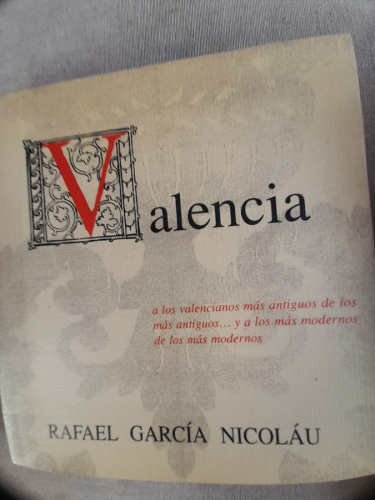 Valencia
a los valencianos más antiguos de los
más antiguos... y a los más modernos
de los más modernos
RAFAEL GARCÍA NICOLÁU